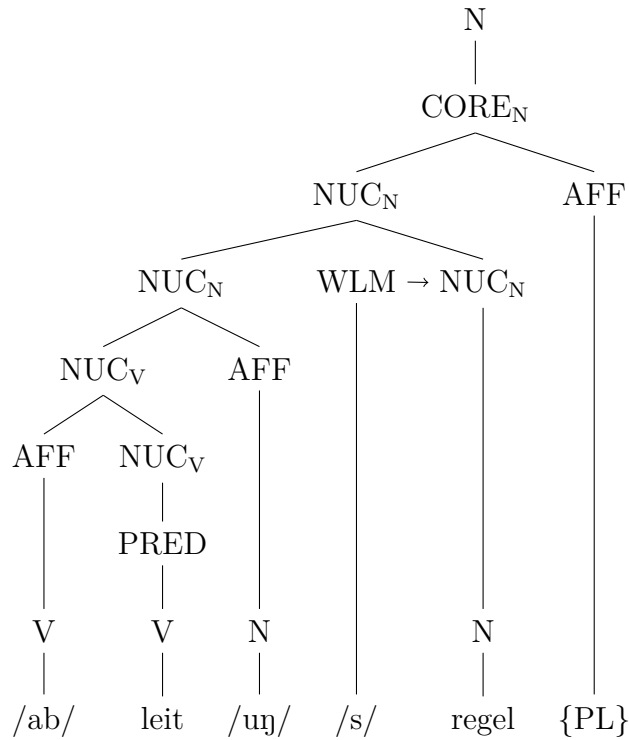 N
CORE_N
NUC_N AFF
NUC_N WLM → NUC_N
NUC_V AFF
AFF NUC_V
PRED
V V N N
/ab/ leit /uŋ/ /s/ regel {PL}